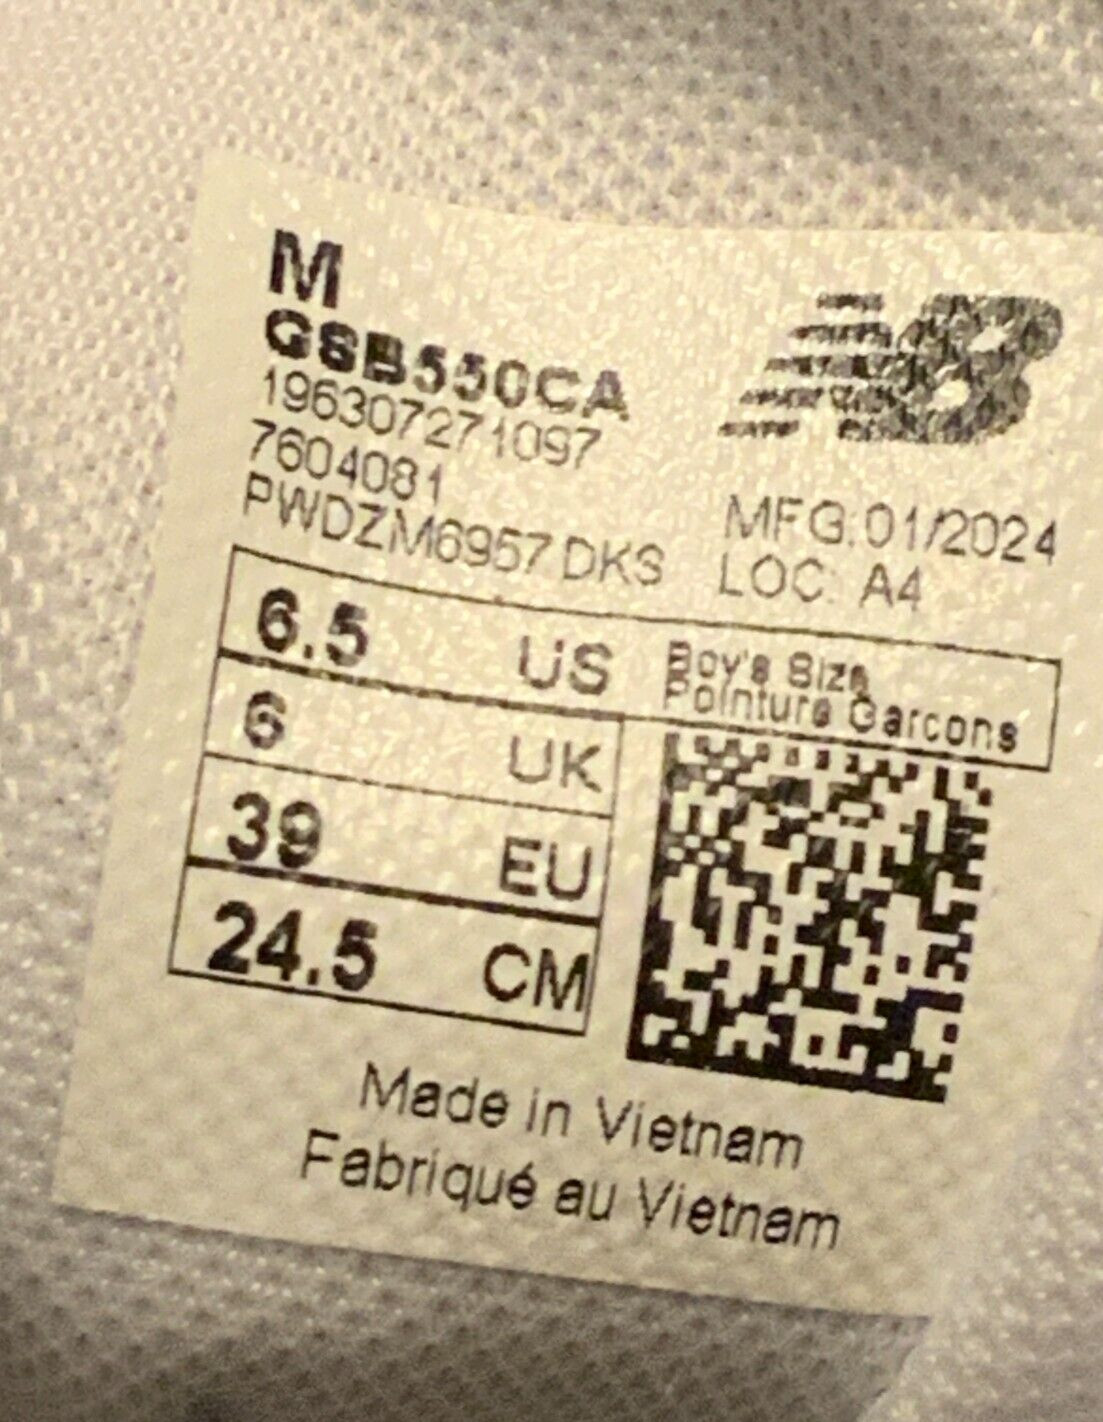 M
GSB550CA
196307271097
7604081
PWDZM6957 DKS
MFG:01/2024
LOC: A4
6.5 US
Boy's Size
Pointure Garcons
6 UK
39 EU
24.5 CM
Made in Vietnam
Fabriqué au Vietnam